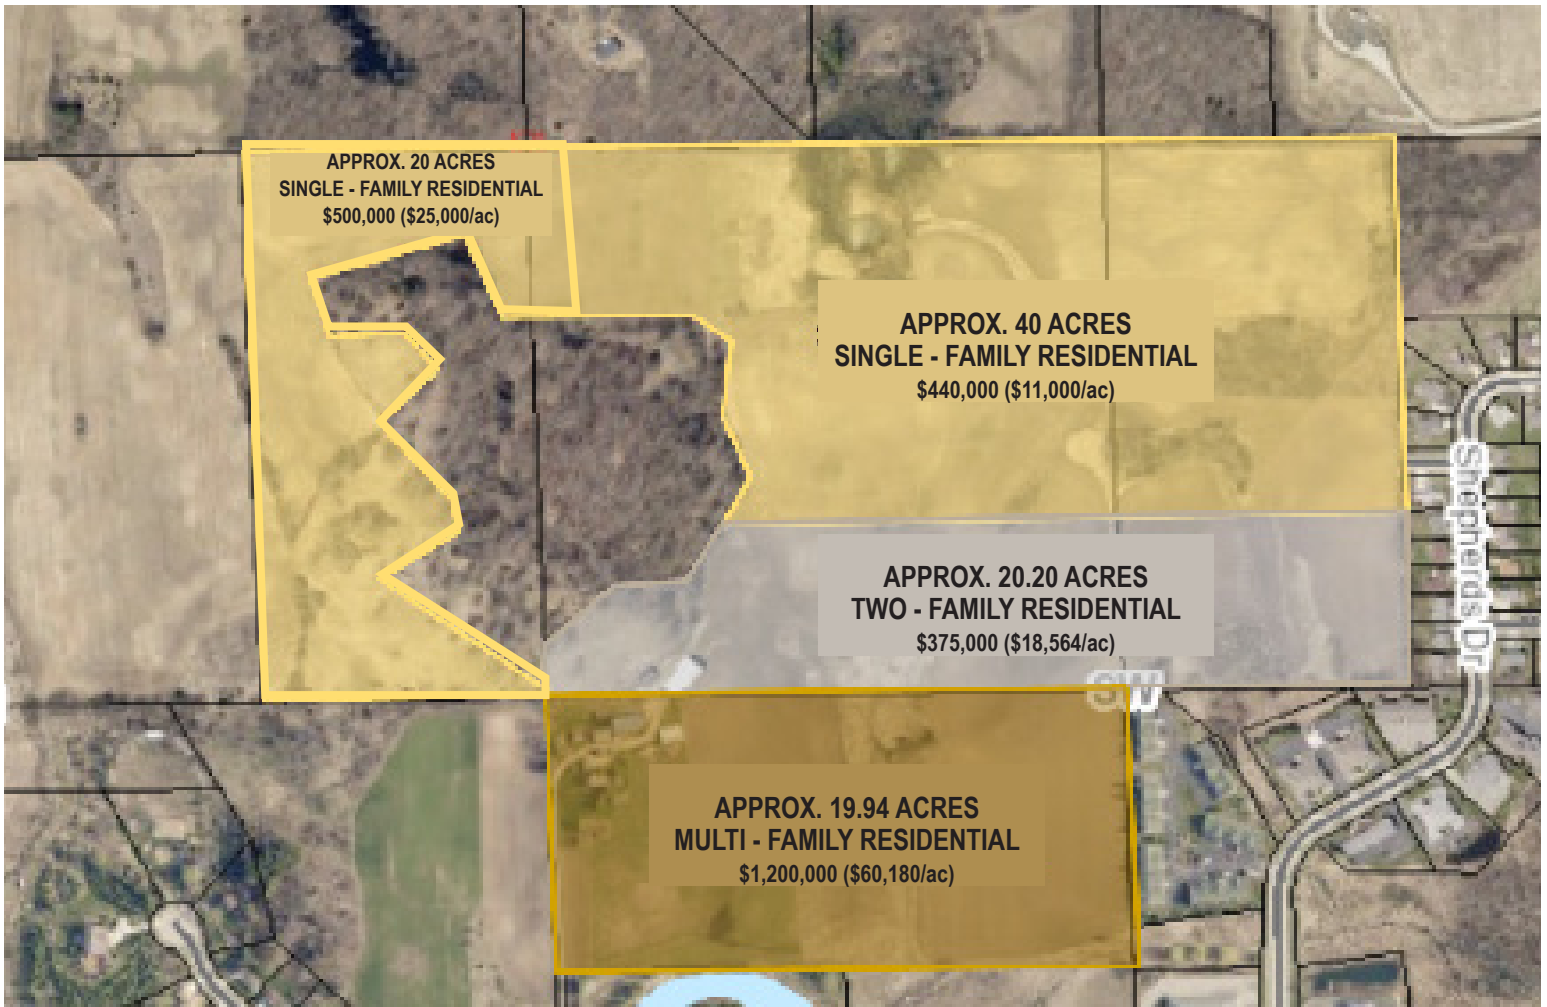 APPROX. 20 ACRES
SINGLE - FAMILY RESIDENTIAL
$500,000 ($25,000/ac)
APPROX. 40 ACRES
SINGLE - FAMILY RESIDENTIAL
$440,000 ($11,000/ac)
APPROX. 20.20 ACRES
TWO - FAMILY RESIDENTIAL
$375,000 ($18,564/ac)
Shepherds Dr
SW
APPROX. 19.94 ACRES
MULTI - FAMILY RESIDENTIAL
$1,200,000 ($60,180/ac)